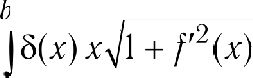 ∫^b δ(x) x√(1 + f′²(x))